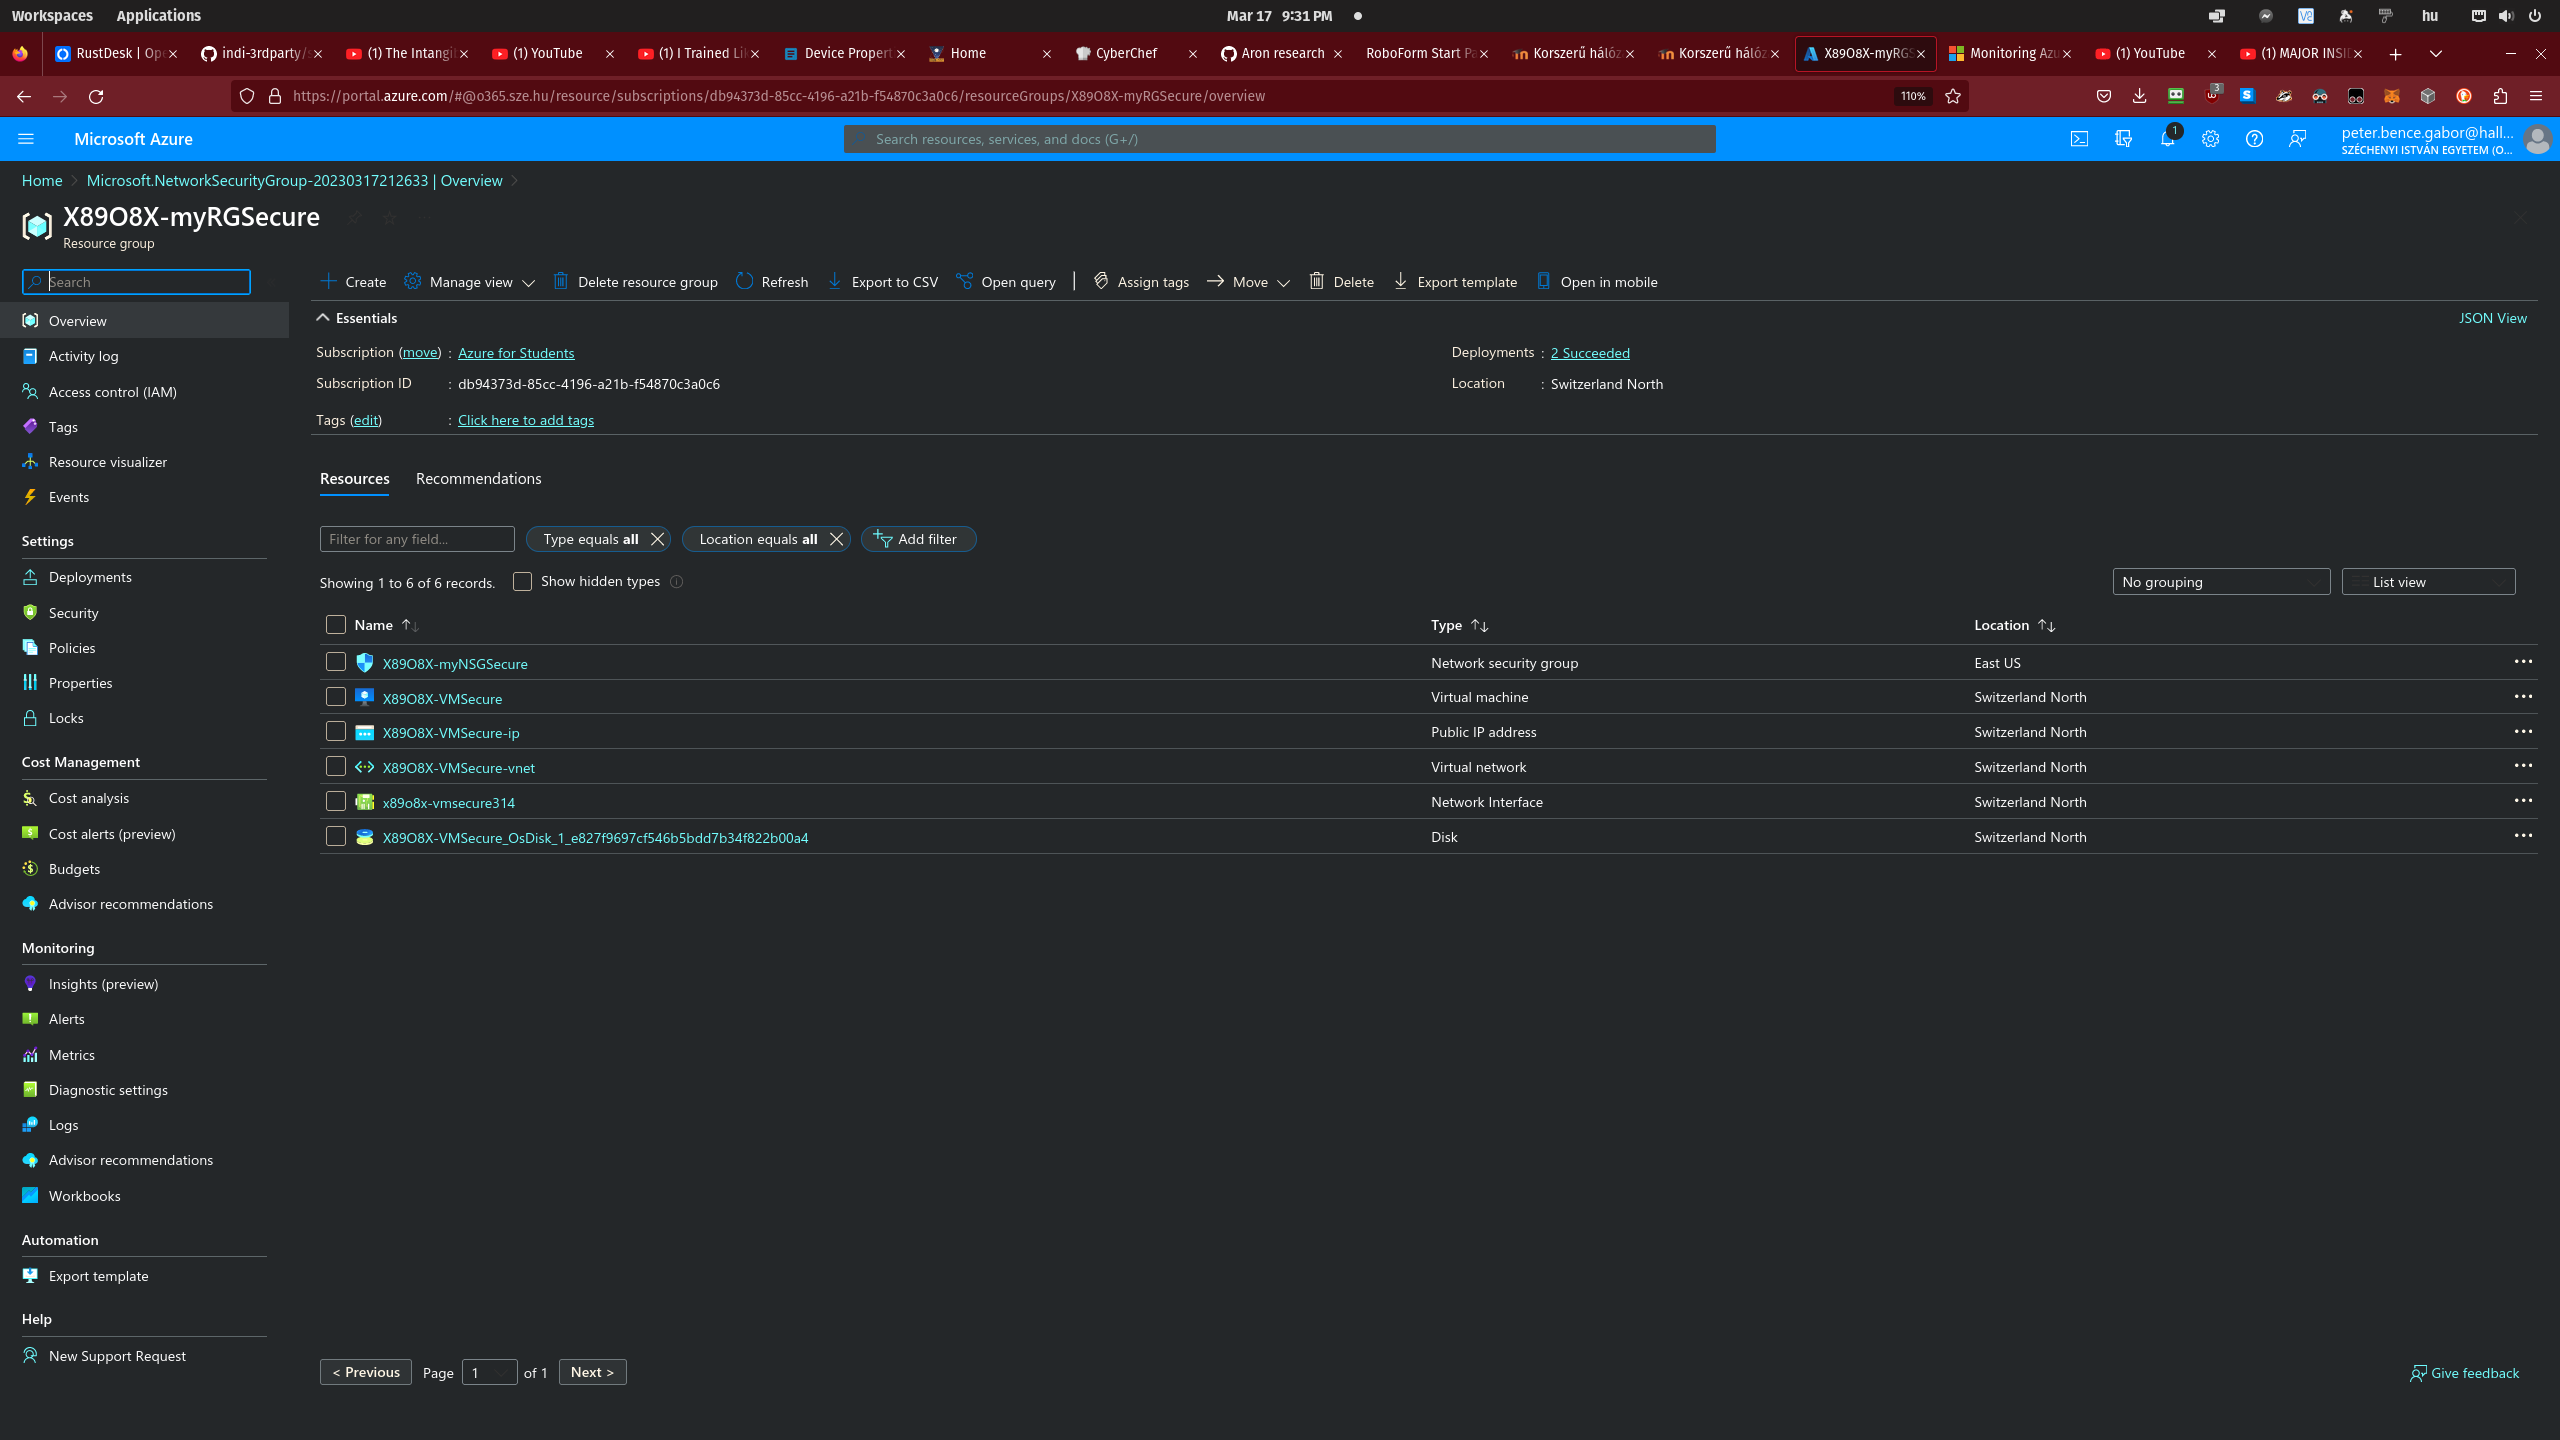 Workspaces Applications Mar 17 9:31 PM hu
RustDesk | Ope indi-3rdparty/s (1) The Intangib (1) YouTube (1) I Trained Lik Device Propert Home CyberChef Aron research RoboForm Start Pa Korszerű hálóz Korszerű hálóz X89O8X-myRGS Monitoring Azu (1) YouTube (1) MAJOR INSI
https://portal.azure.com/#@o365.sze.hu/resource/subscriptions/db94373d-85cc-4196-a21b-f54870c3a0c6/resourceGroups/X89O8X-myRGSecure/overview 110% 3
Microsoft Azure Search resources, services, and docs (G+/) 1 peter.bence.gabor@hall...
SZÉCHENYI ISTVÁN EGYETEM (O...
Home Microsoft.NetworkSecurityGroup-20230317212633 | Overview
X89O8X-myRGSecure
Resource group
Search Create Manage view Delete resource group Refresh Export to CSV Open query Assign tags Move Delete Export template Open in mobile
Essentials JSON View
Subscription (move) : Azure for Students Deployments : 2 Succeeded
Subscription ID : db94373d-85cc-4196-a21b-f54870c3a0c6 Location : Switzerland North
Tags (edit) : Click here to add tags
Overview
Activity log
Access control (IAM)
Tags
Resource visualizer
Events
Settings
Deployments
Security
Policies
Properties
Locks
Cost Management
Cost analysis
Cost alerts (preview)
Budgets
Advisor recommendations
Monitoring
Insights (preview)
Alerts
Metrics
Diagnostic settings
Logs
Advisor recommendations
Workbooks
Automation
Export template
Help
New Support Request
Resources Recommendations
Filter for any field... Type equals all Location equals all Add filter
Showing 1 to 6 of 6 records. Show hidden types No grouping List view
Name Type Location
X89O8X-myNSGSecure Network security group East US
X89O8X-VMSecure Virtual machine Switzerland North
X89O8X-VMSecure-ip Public IP address Switzerland North
X89O8X-VMSecure-vnet Virtual network Switzerland North
x89o8x-vmsecure314 Network Interface Switzerland North
X89O8X-VMSecure_OsDisk_1_e827f9697cf546b5bdd7b34f822b00a4 Disk Switzerland North
< Previous Page 1 of 1 Next > Give feedback